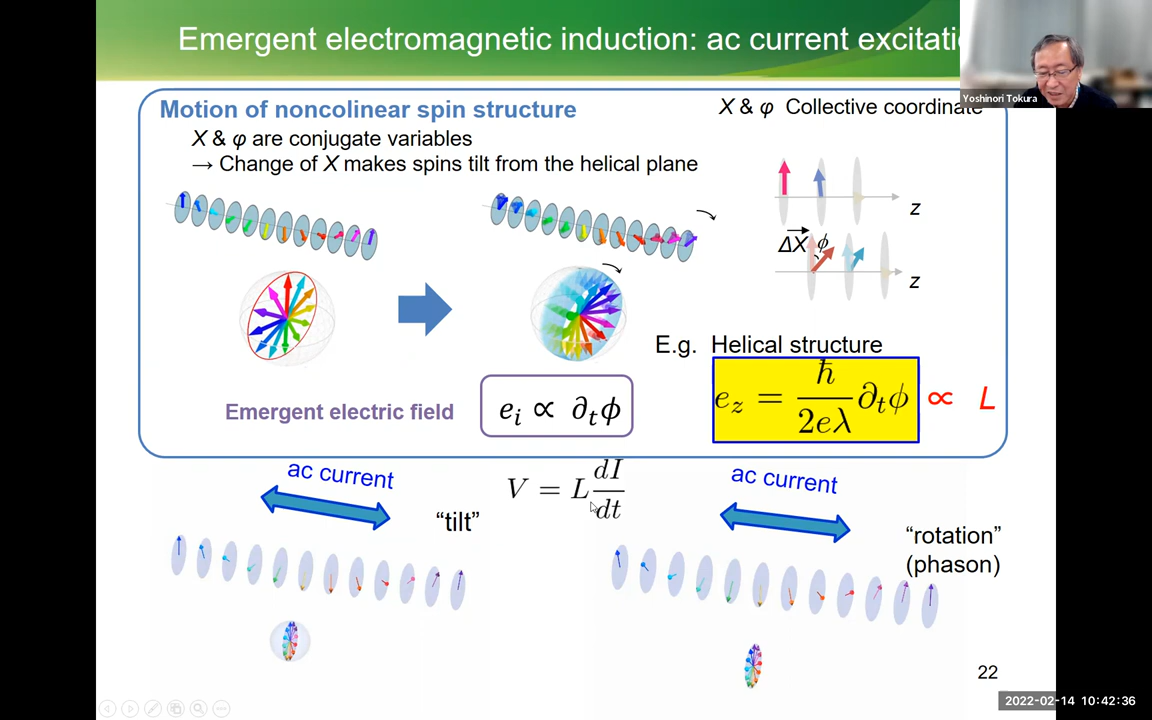 Emergent electromagnetic induction: ac current excitati
Yoshinori Tokura
Motion of noncolinear spin structure
X & φ Collective coordinate
X & φ are conjugate variables
→ Change of X makes spins tilt from the helical plane
z
ΔX⃗ ϕ
z
E.g. Helical structure
Emergent electric field
e_i ∝ ∂_tϕ
e_z = ℏ/2eλ ∂_tϕ ∝ L
ac current
V = L dI/dt
ac current
"tilt"
"rotation"
(phason)
22
2022-02-14 10:42:36